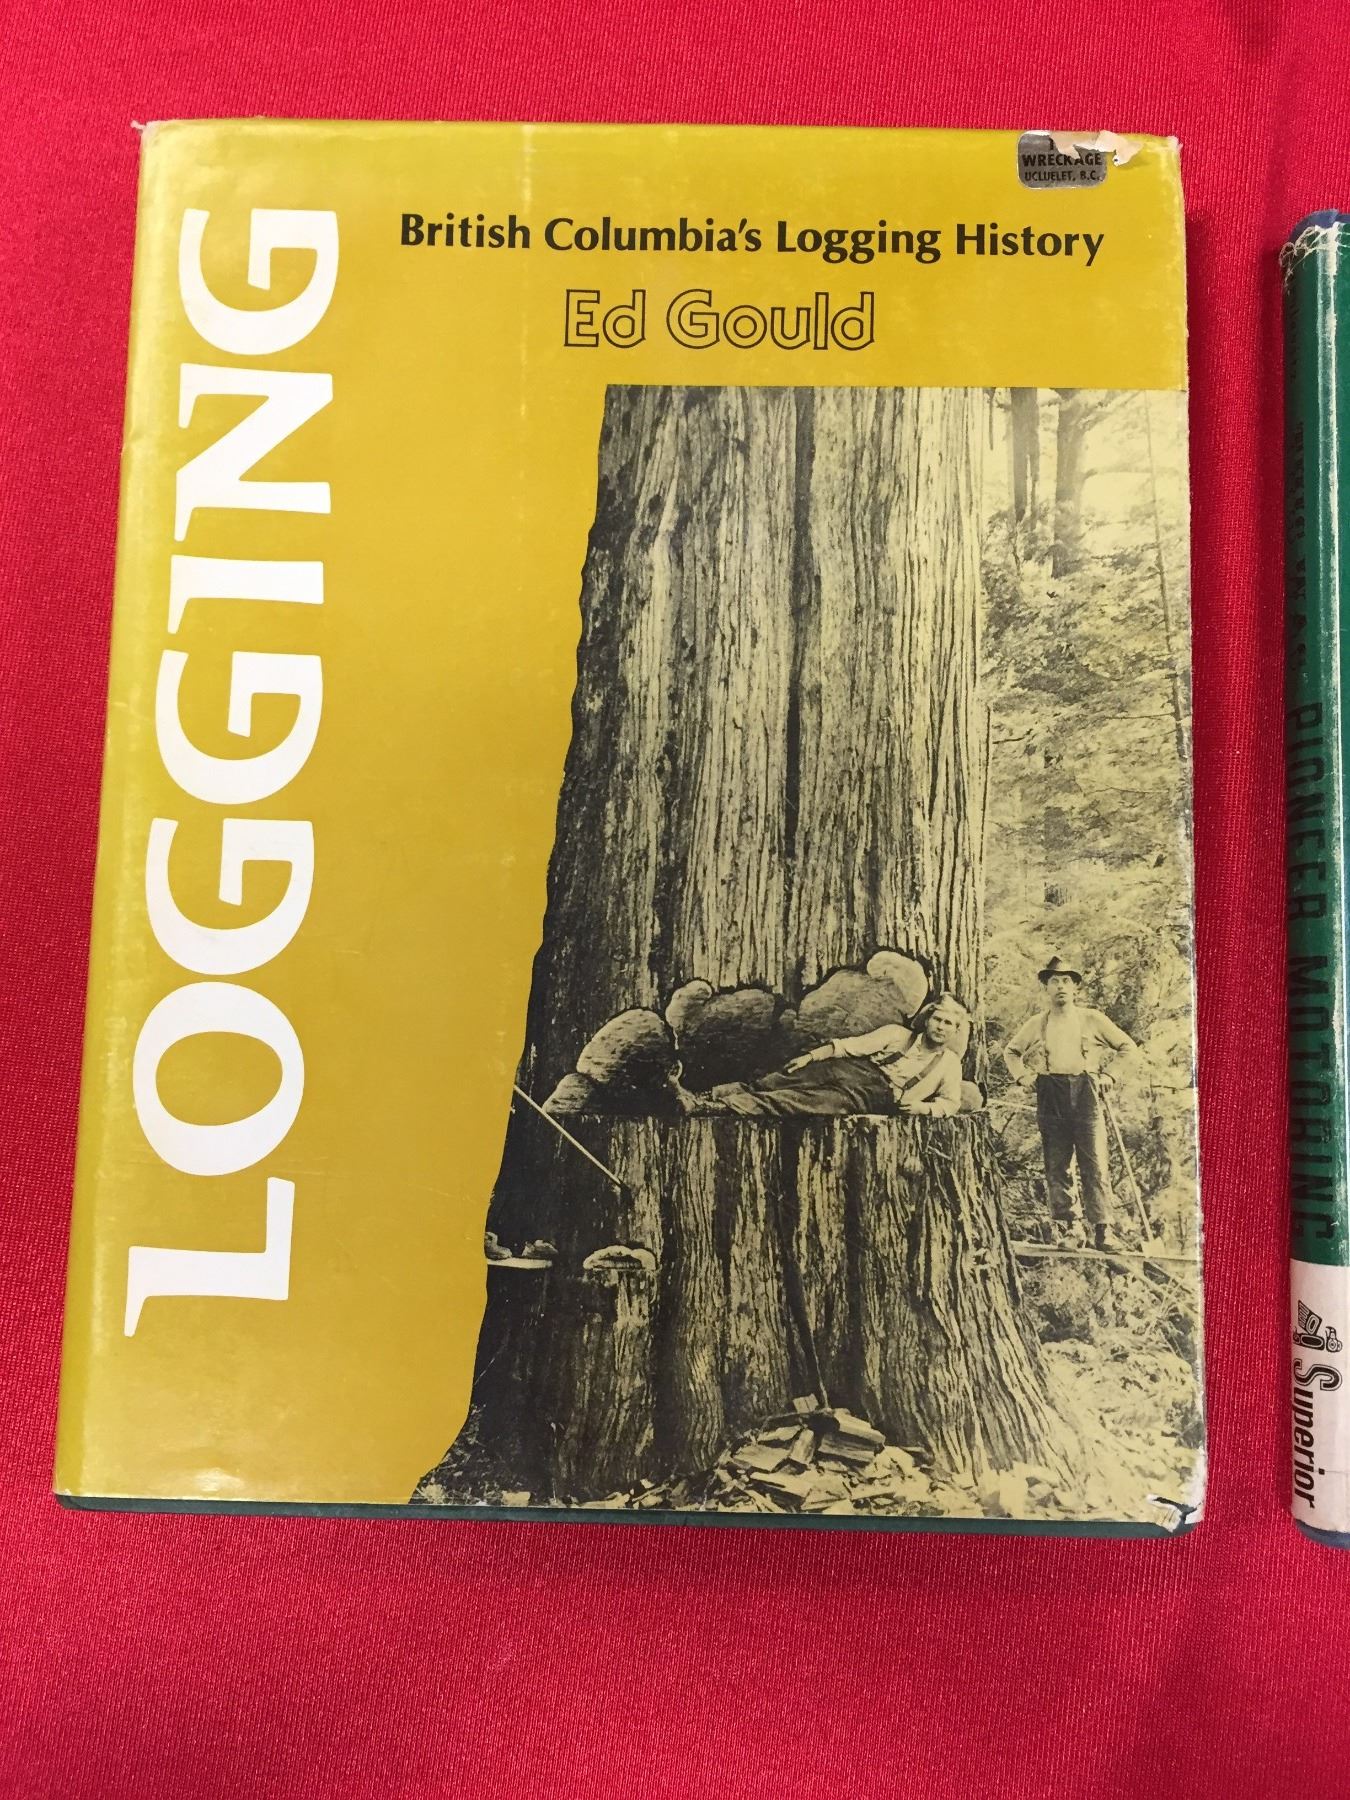 LOGGING
British Columbia's Logging History
Ed Gould
WRECKAGE
UCLUELET, B.C.
PIONEER MOTORING
Superior